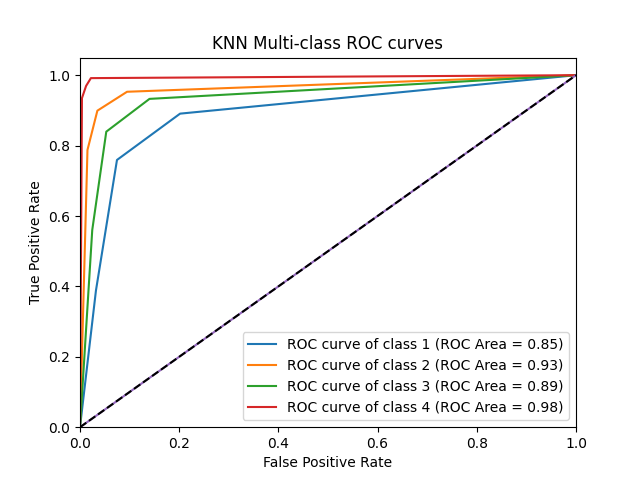 KNN Multi-class ROC curves
True Positive Rate
1.0
0.8
0.6
0.4
0.2
0.0
ROC curve of class 1 (ROC Area = 0.85)
ROC curve of class 2 (ROC Area = 0.93)
ROC curve of class 3 (ROC Area = 0.89)
ROC curve of class 4 (ROC Area = 0.98)
0.0 0.2 0.4 0.6 0.8 1.0
False Positive Rate